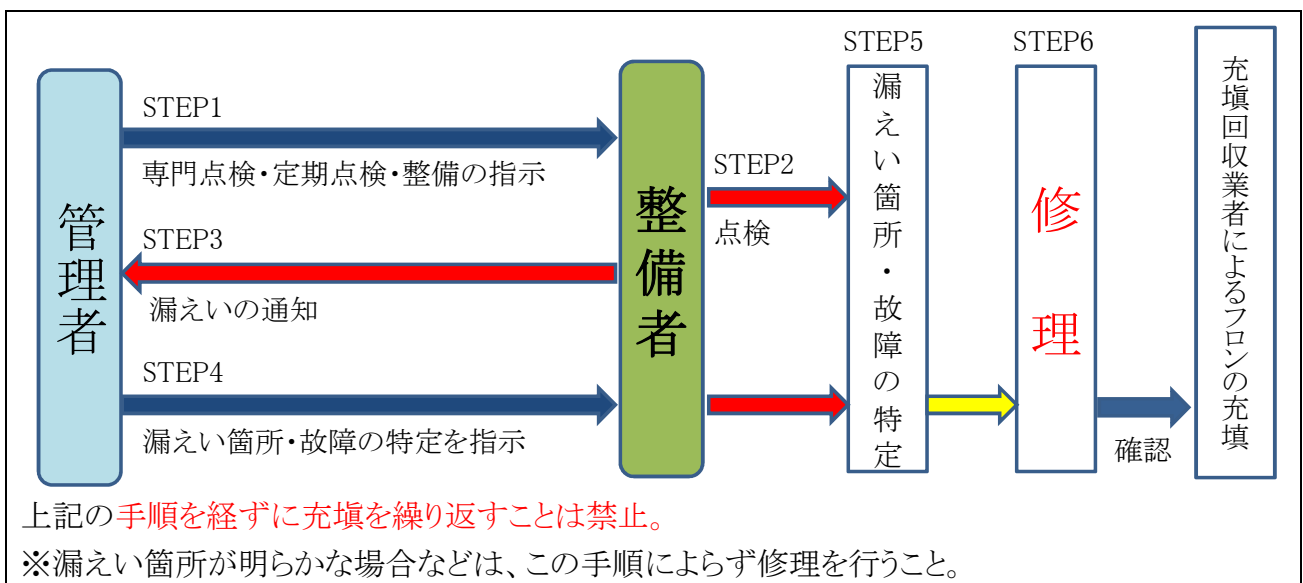 管理者
STEP1
専門点検・定期点検・整備の指示
STEP3
漏えいの通知
STEP4
漏えい箇所・故障の特定を指示
整備者
STEP2
点検
STEP5
漏えい箇所・故障の特定
STEP6
修理
確認
充塡回収業者によるフロンの充塡
上記の手順を経ずに充塡を繰り返すことは禁止。
※漏えい箇所が明らかな場合などは、この手順によらず修理を行うこと。